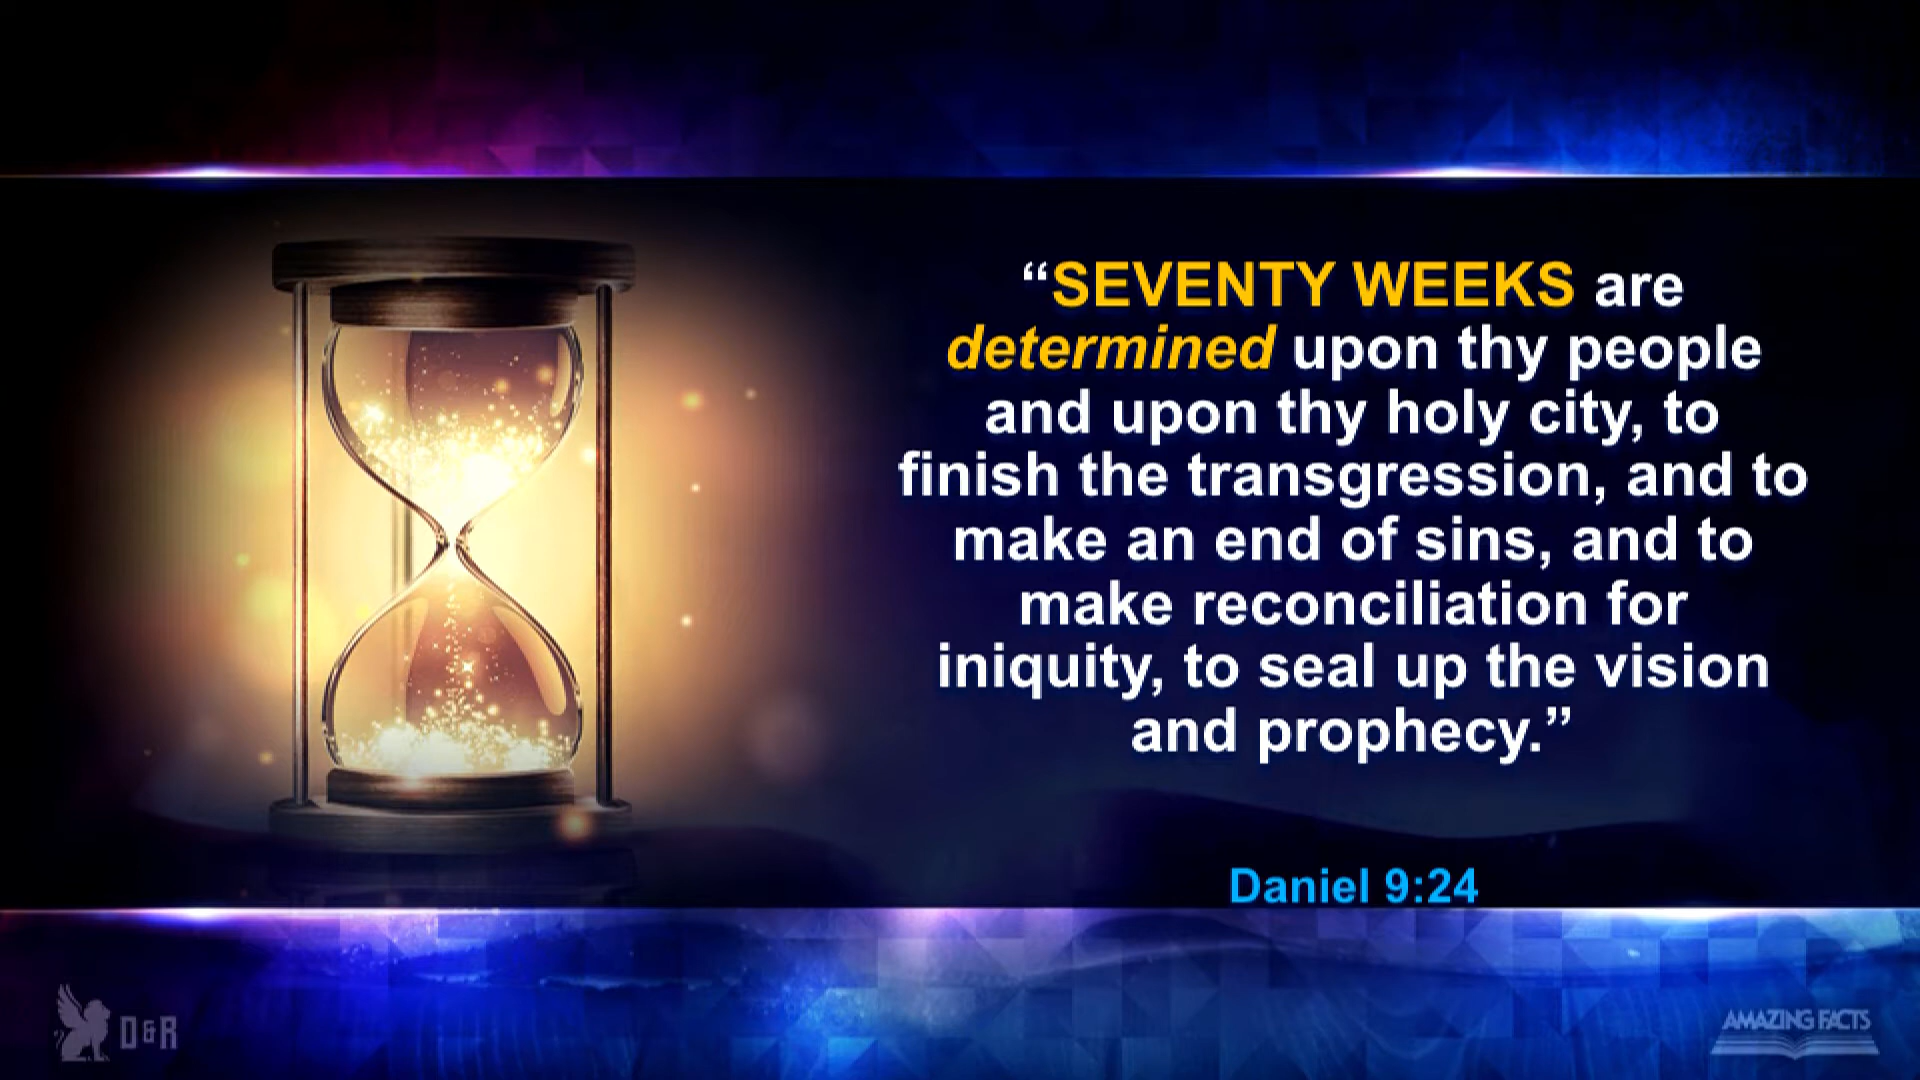 “SEVENTY WEEKS are
determined upon thy people
and upon thy holy city, to
finish the transgression, and to
make an end of sins, and to
make reconciliation for
iniquity, to seal up the vision
and prophecy.”
Daniel 9:24
D&R
AMAZING FACTS